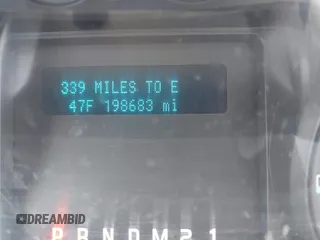 339 MILES TO E
47F 198683 mi
P R N D M 2 1
DREAMBID